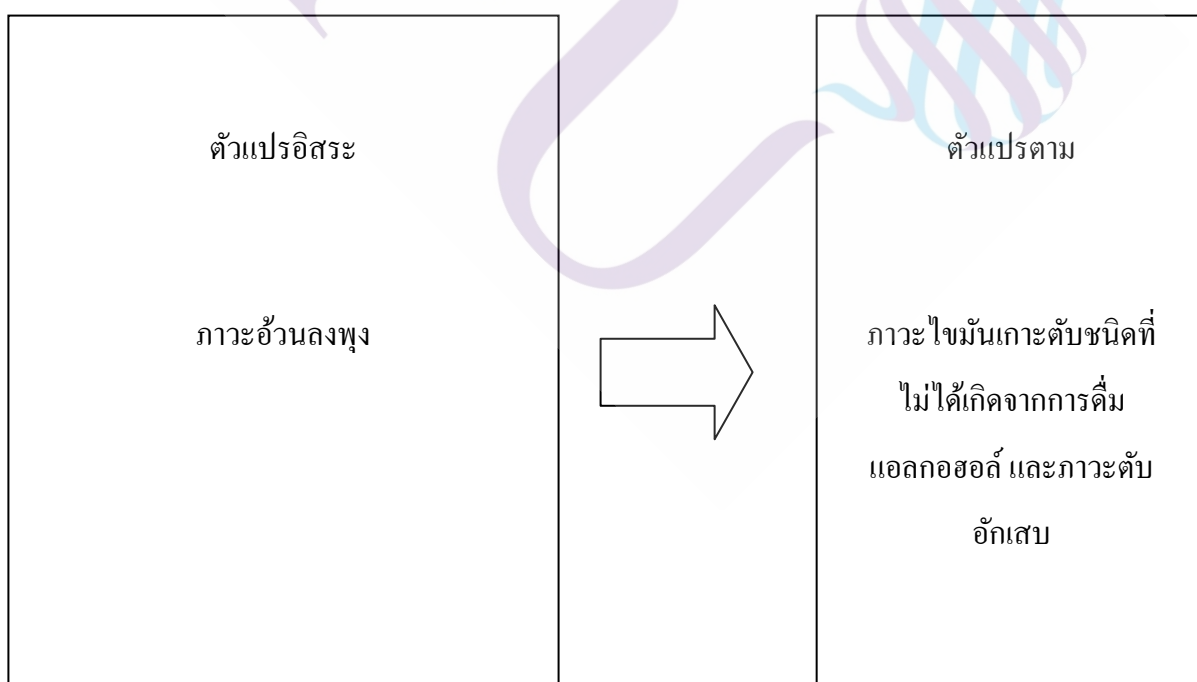 ตัวแปรอิสระ
ภาวะอ้วนลงพุง
ตัวแปรตาม
ภาวะไขมันเกาะตับชนิดที่
ไม่ได้เกิดจากการดื่ม
แอลกอฮอล์ และภาวะตับ
อักเสบ